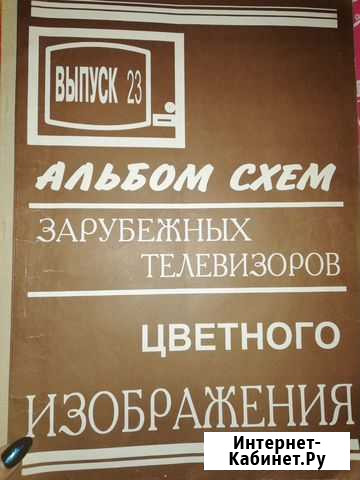 ВЫПУСК 23
АЛЬБОМ СХЕМ
ЗАРУБЕЖНЫХ
ТЕЛЕВИЗОРОВ
ЦВЕТНОГО
ИЗОБРАЖЕНИЯ
Интернет-
Кабинет.Ру